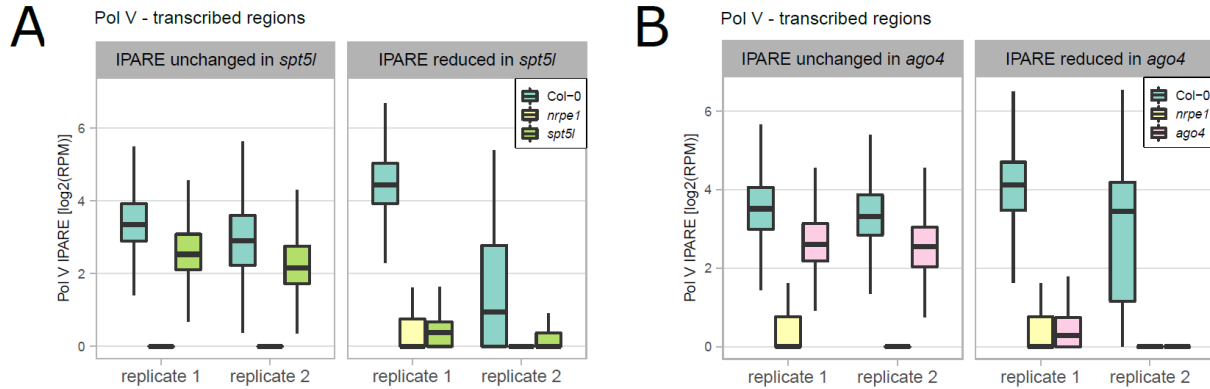 A
Pol V - transcribed regions
IPARE unchanged in spt5l
IPARE reduced in spt5l
Col-0
nrpe1
spt5l
Pol V IPARE [log2(RPM)]
6
4
2
0
replicate 1
replicate 2
replicate 1
replicate 2
B
Pol V - transcribed regions
IPARE unchanged in ago4
IPARE reduced in ago4
Col-0
nrpe1
ago4
Pol V IPARE [log2(RPM)]
6
4
2
0
replicate 1
replicate 2
replicate 1
replicate 2